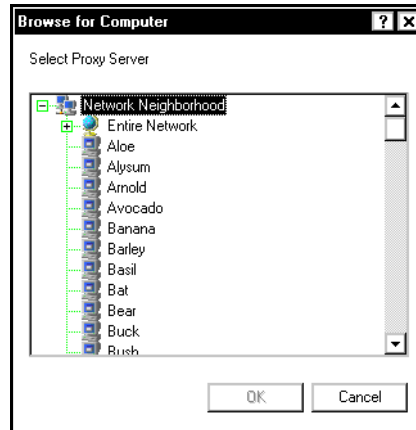 Browse for Computer
Select Proxy Server
Network Neighborhood
Entire Network
Aloe
Alysum
Arnold
Avocado
Banana
Barley
Basil
Bat
Bear
Buck
Bush
OK Cancel